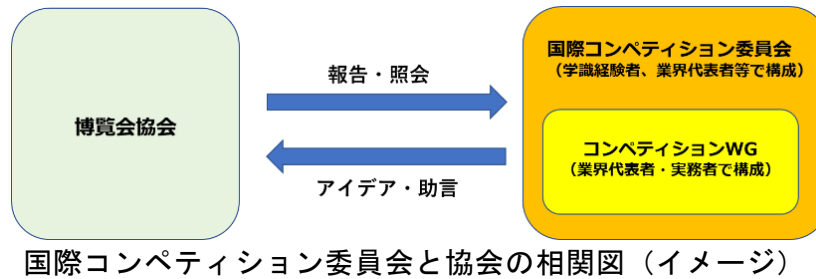 博覧会協会
報告・照会
アイデア・助言
国際コンペティション委員会
（学識経験者、業界代表者等で構成）
コンペティションWG
（業界代表者・実務者で構成）
国際コンペティション委員会と協会の相関図（イメージ）